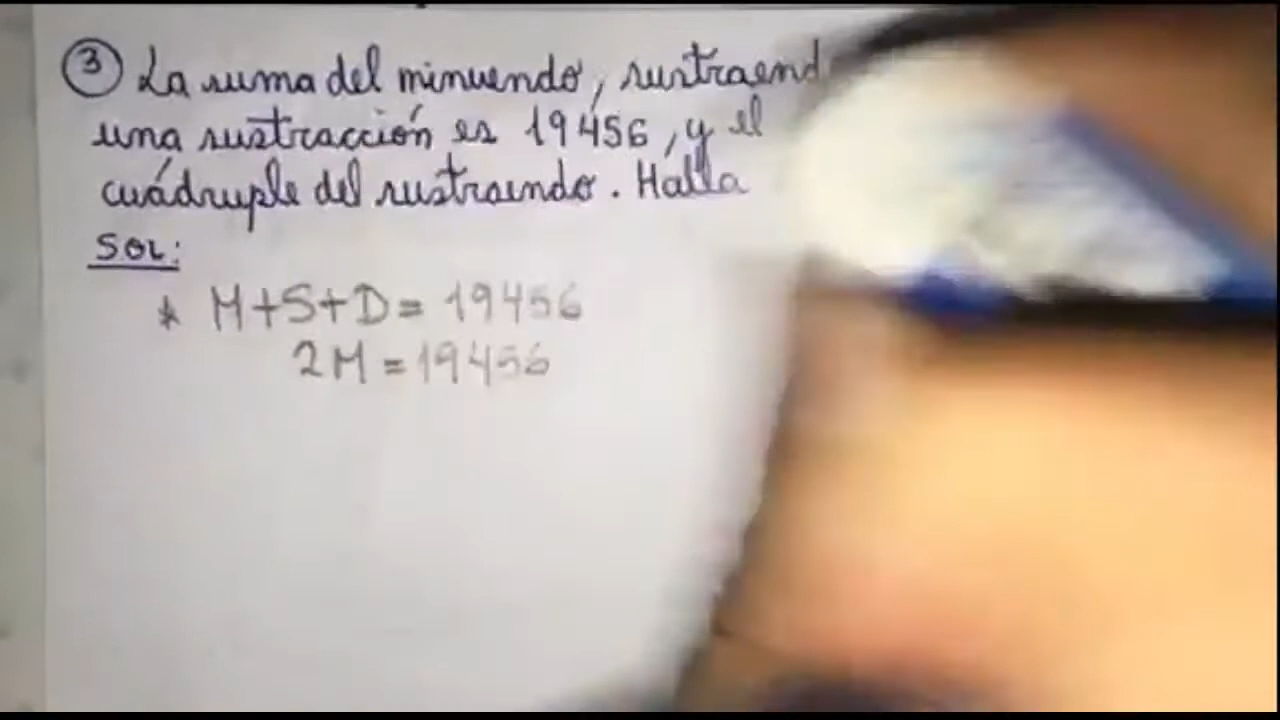 3 La suma del minuendo, sustraend
una sustracción es 19456, y el
cuádruple del sustraendo. Halla
SOL:
* M+S+D = 19456
2M = 19456